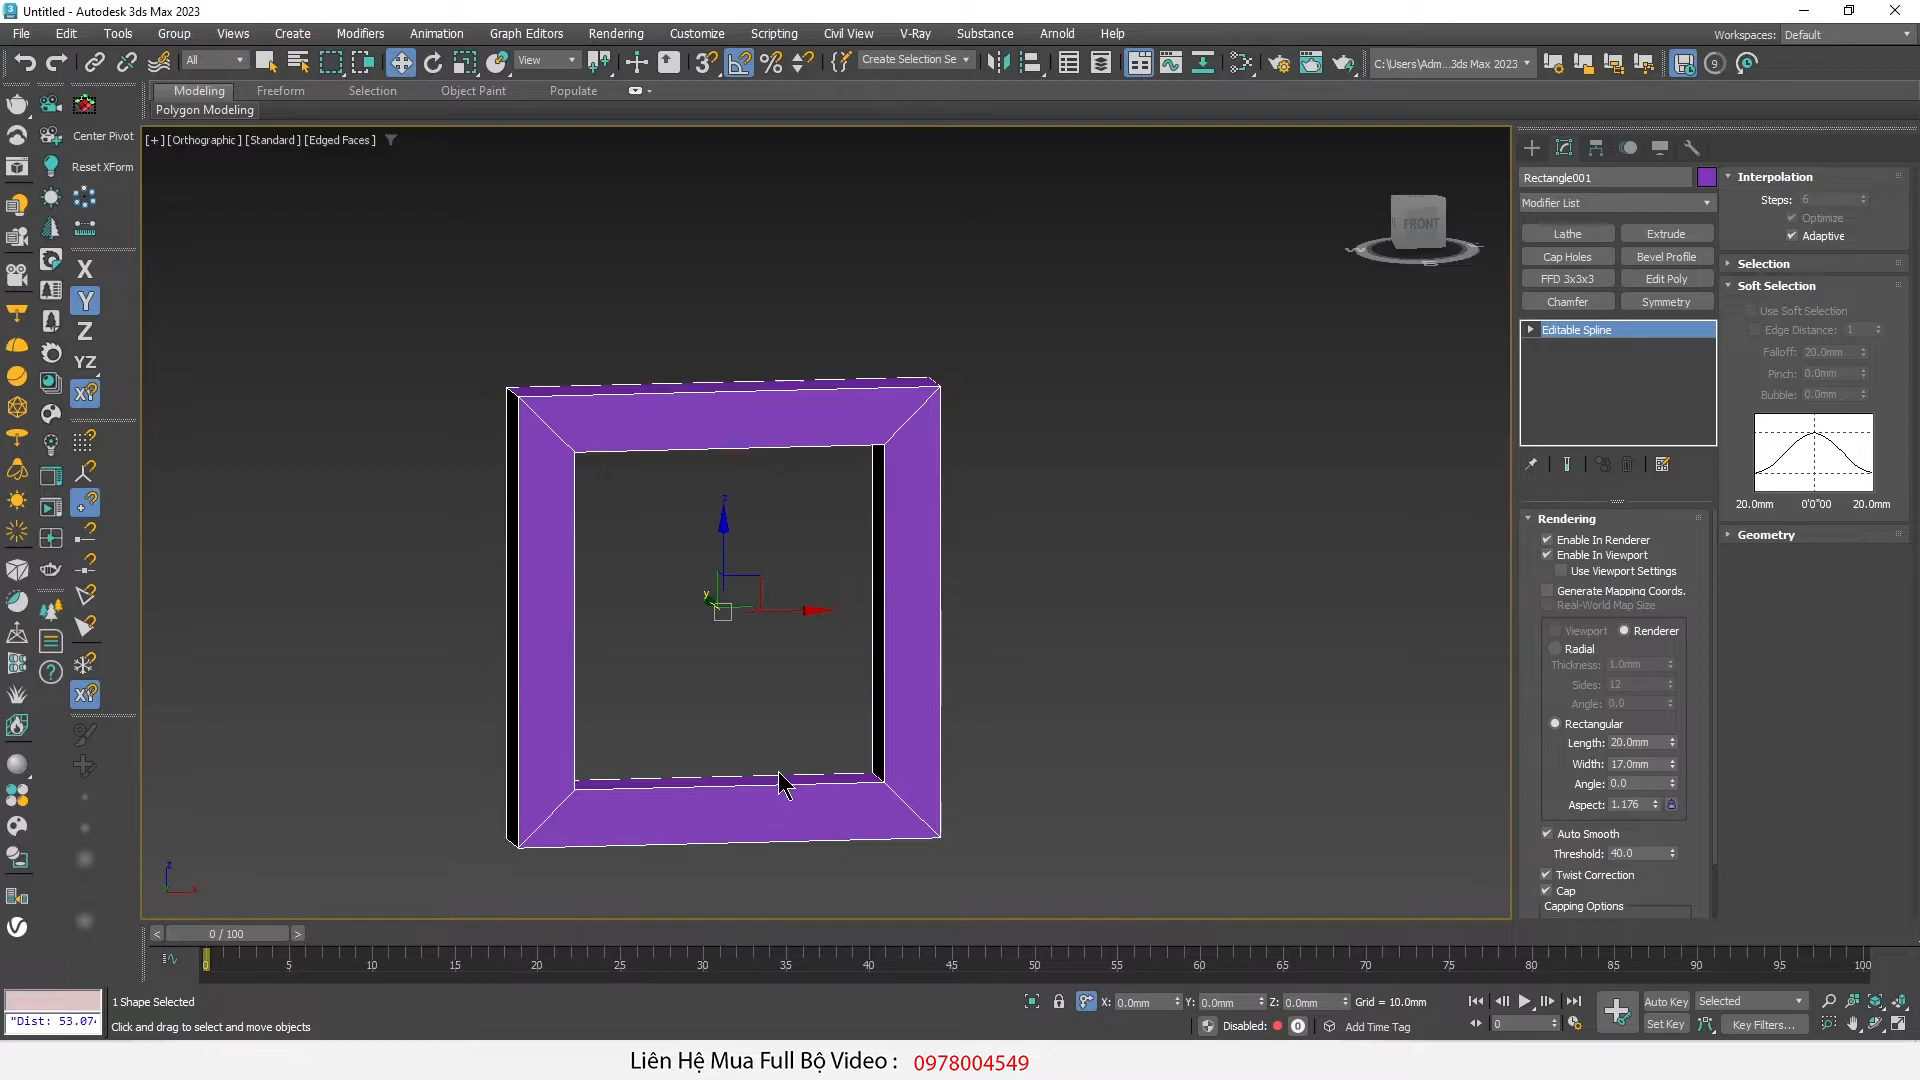 Untitled - Autodesk 3ds Max 2023
File Edit Tools Group Views Create Modifiers Animation Graph Editors Rendering Customize Scripting Civil View V-Ray Substance Arnold Help
Workspaces: Default
All View Create Selection Se C:\Users\Adm...3ds Max 2023 9
Modeling Freeform Selection Object Paint Populate
Polygon Modeling
Center Pivot
Reset XForm
X
Y
Z
YZ
XY
XY
[+] [Orthographic ] [Standard ] [Edged Faces ]
FRONT
z
y
z
x
Rectangle001
Modifier List
Lathe Extrude
Cap Holes Bevel Profile
FFD 3x3x3 Edit Poly
Chamfer Symmetry
Editable Spline
Rendering
Enable In Renderer
Enable In Viewport
Use Viewport Settings
Generate Mapping Coords.
Real-World Map Size
Viewport Renderer
Radial
Thickness: 1.0mm
Sides: 12
Angle: 0.0
Rectangular
Length: 20.0mm
Width: 17.0mm
Angle: 0.0
Aspect: 1.176
Auto Smooth
Threshold: 40.0
Twist Correction
Cap
Capping Options
Interpolation
Steps: 6
Optimize
Adaptive
Selection
Soft Selection
Use Soft Selection
Edge Distance: 1
Falloff: 20.0mm
Pinch: 0.0mm
Bubble: 0.0mm
20.0mm 0'0"00 20.0mm
Geometry
< 0 / 100 >
0 5 10 15 20 25 30 35 40 45 50 55 60 65 70 75 80 85 90 95 100
"Dist: 53.074
1 Shape Selected
Click and drag to select and move objects
X: 0.0mm Y: 0.0mm Z: 0.0mm Grid = 10.0mm
Disabled: 0 Add Time Tag
0
Auto Key Selected
Set Key Key Filters...
Liên Hệ Mua Full Bộ Video : 0978004549